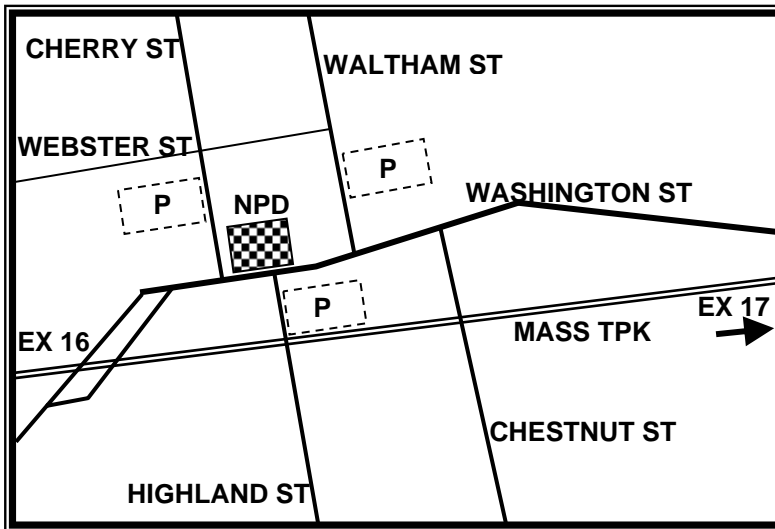 CHERRY ST
WALTHAM ST
WEBSTER ST
P
P
NPD
WASHINGTON ST
P
EX 17
EX 16
MASS TPK
CHESTNUT ST
HIGHLAND ST